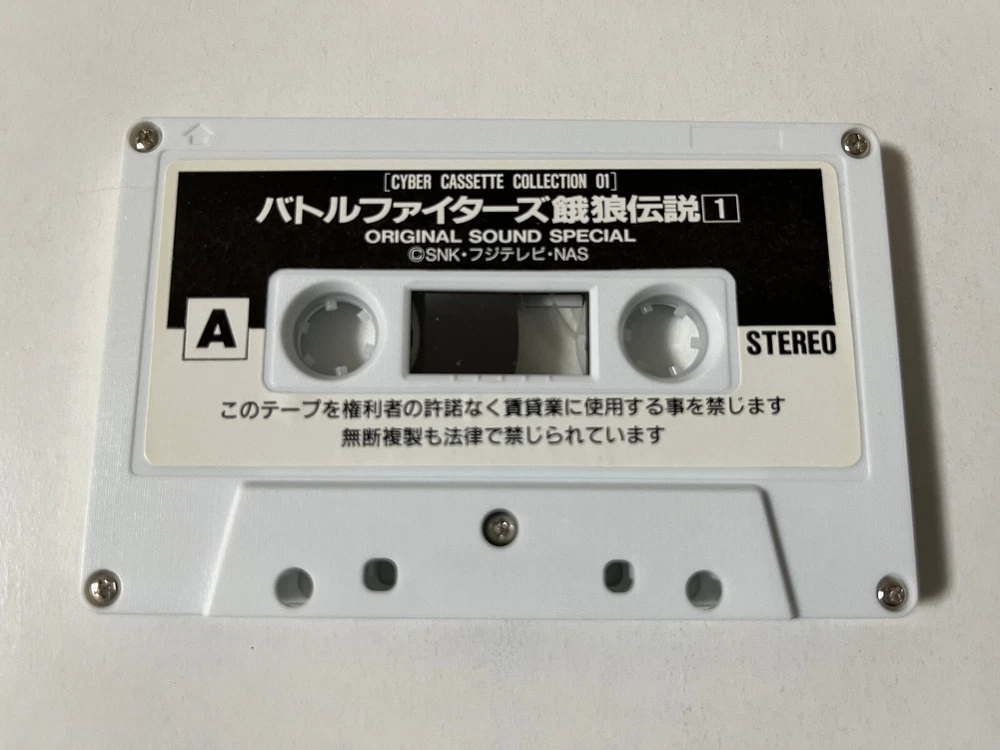 [CYBER CASSETTE COLLECTION 01]
バトルファイターズ餓狼伝説1
ORIGINAL SOUND SPECIAL
©SNK・フジテレビ・NAS
A
STEREO
このテープを権利者の許諾なく賃貸業に使用する事を禁じます
無断複製も法律で禁じられています